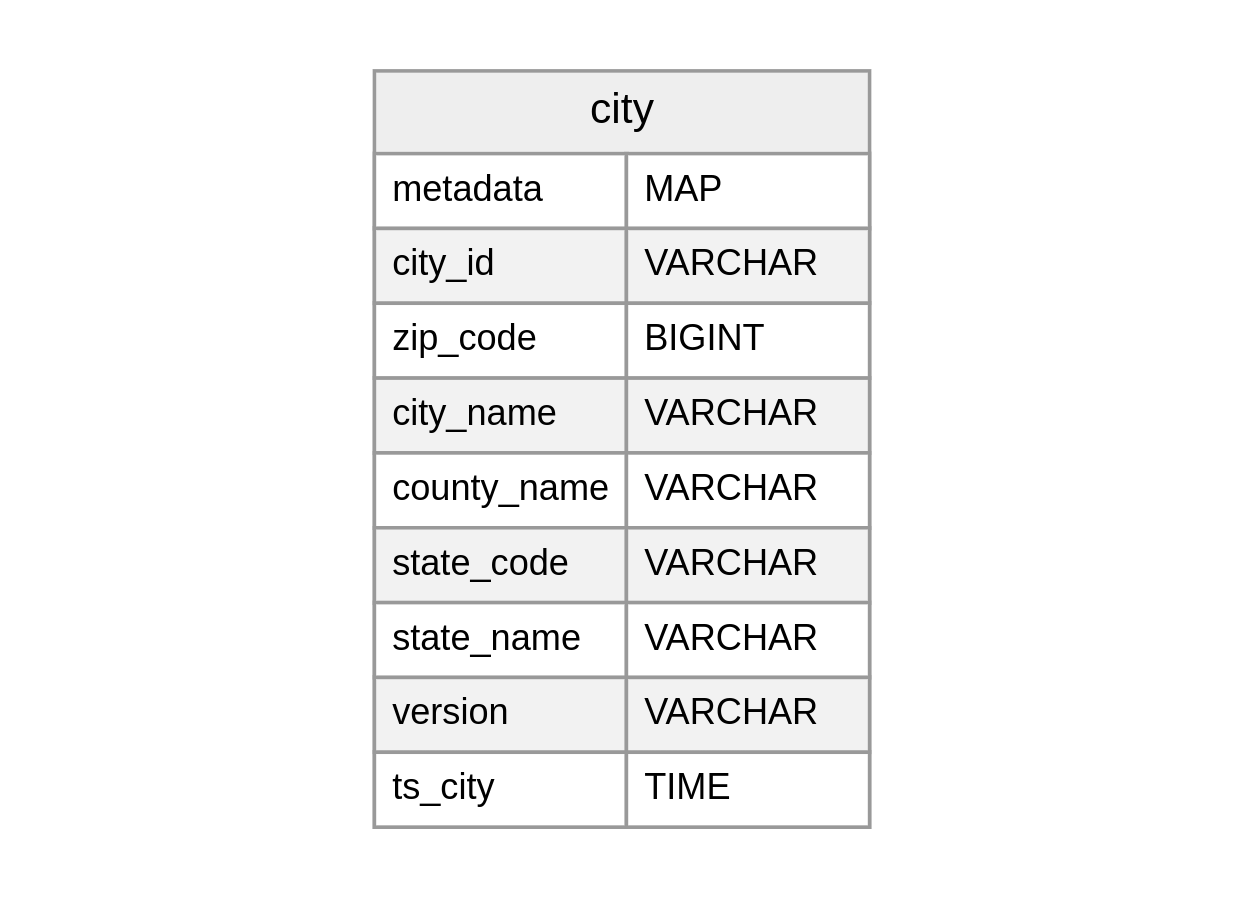 city
metadata MAP
city_id VARCHAR
zip_code BIGINT
city_name VARCHAR
county_name VARCHAR
state_code VARCHAR
state_name VARCHAR
version VARCHAR
ts_city TIME